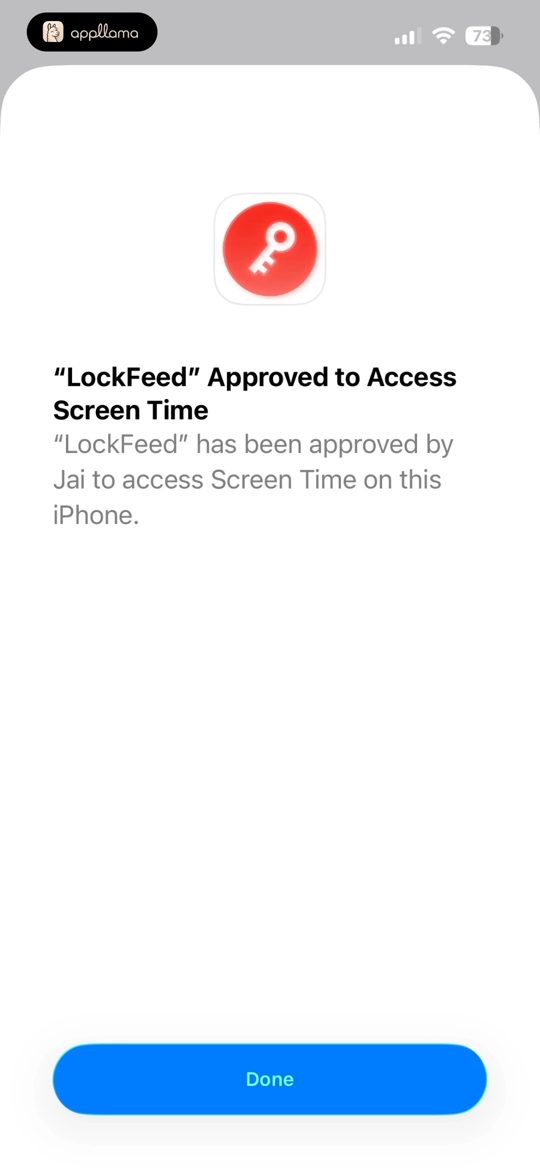 appllama
73
“LockFeed” Approved to Access
Screen Time
“LockFeed” has been approved by
Jai to access Screen Time on this
iPhone.
Done